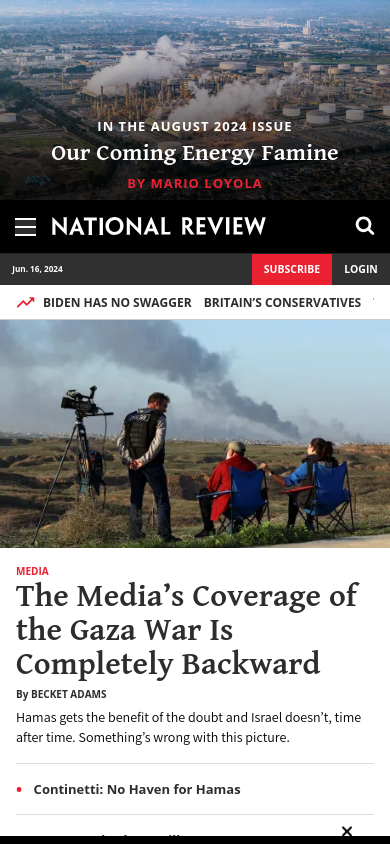 IN THE AUGUST 2024 ISSUE
Our Coming Energy Famine
BY MARIO LOYOLA
NATIONAL REVIEW
Jun. 16, 2024
SUBSCRIBE
LOGIN
BIDEN HAS NO SWAGGER
BRITAIN’S CONSERVATIVES
MEDIA
The Media’s Coverage of
the Gaza War Is
Completely Backward
By BECKET ADAMS
Hamas gets the benefit of the doubt and Israel doesn’t, time
after time. Something’s wrong with this picture.
Continetti: No Haven for Hamas